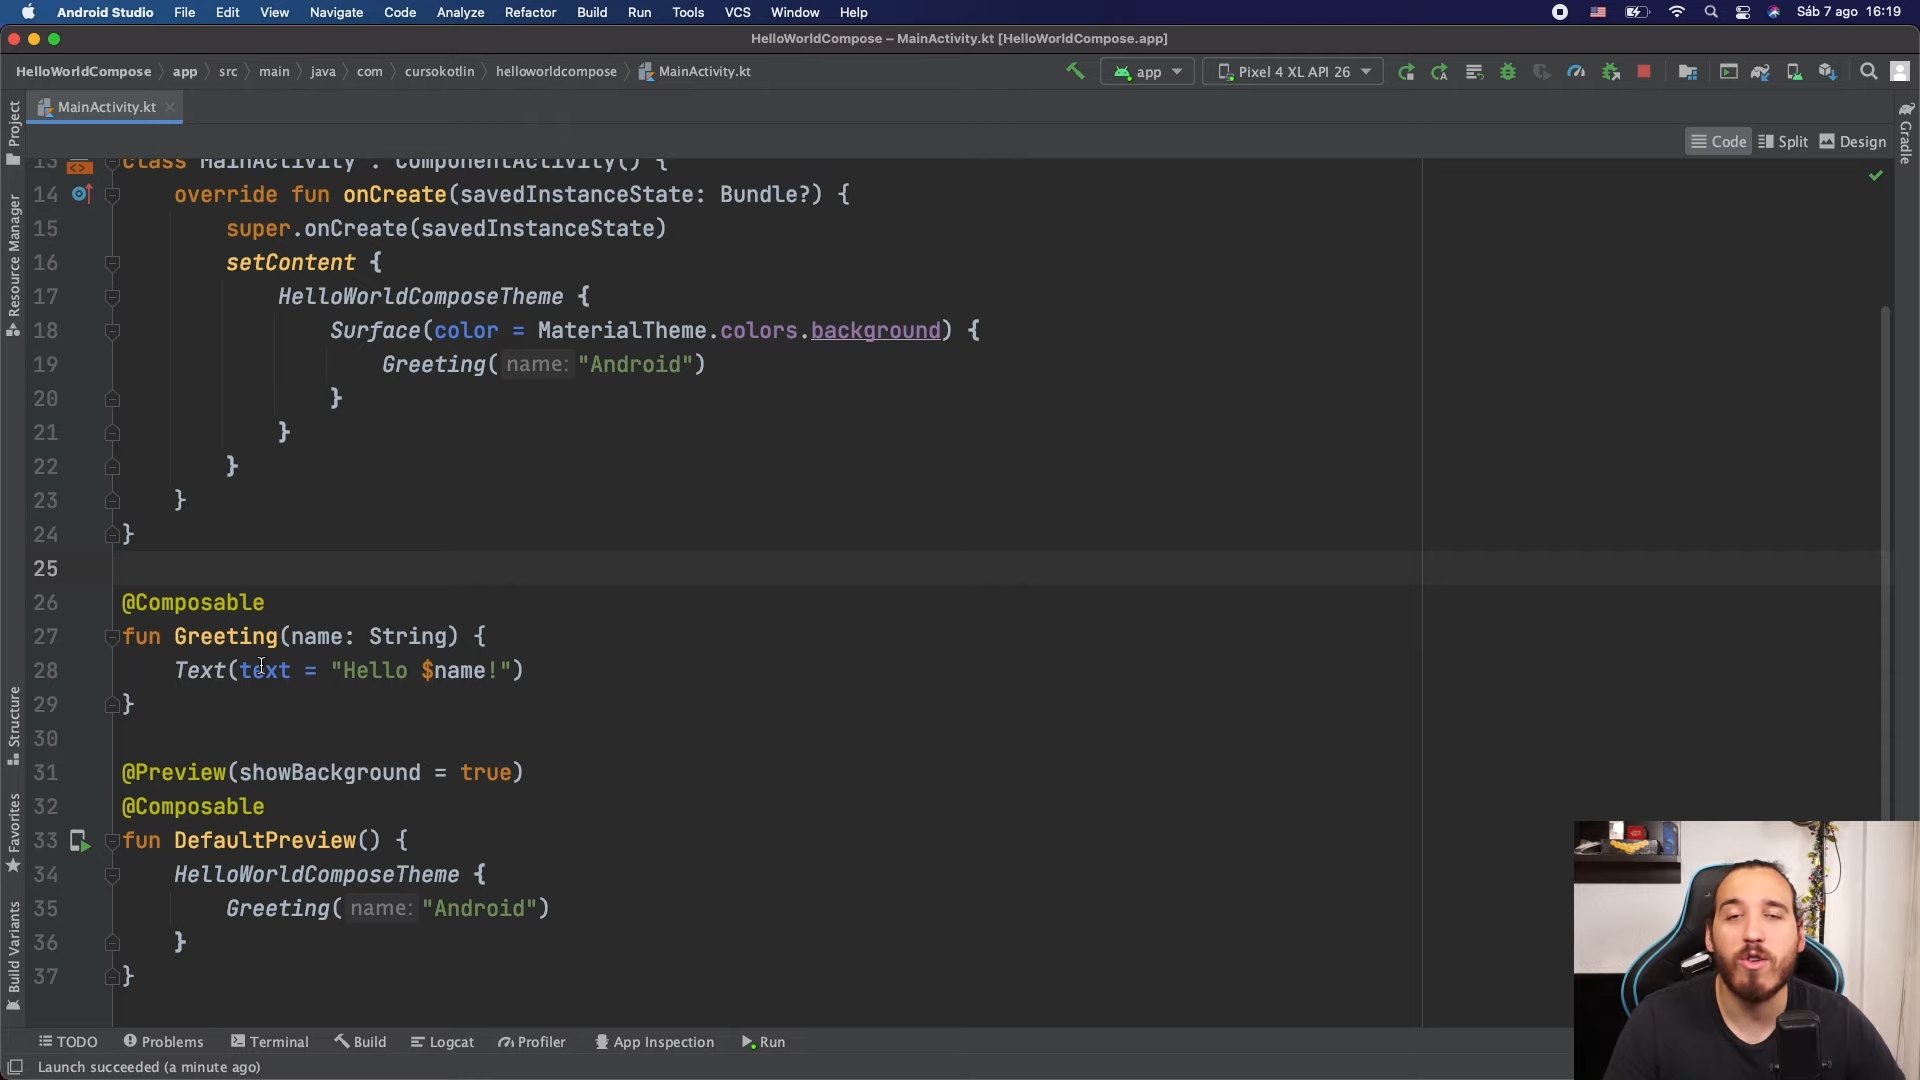 Android Studio File Edit View Navigate Code Analyze Refactor Build Run Tools VCS Window Help Sáb 7 ago 16:19
HelloWorldCompose – MainActivity.kt [HelloWorldCompose.app]
HelloWorldCompose app src main java com cursokotlin helloworldcompose MainActivity.kt app Pixel 4 XL API 26
MainActivity.kt
Code Split Design
Project
Resource Manager
Structure
Favorites
Build Variants
Gradle
13 class MainActivity : ComponentActivity() {
14 override fun onCreate(savedInstanceState: Bundle?) {
15 super.onCreate(savedInstanceState)
16 setContent {
17 HelloWorldComposeTheme {
18 Surface(color = MaterialTheme.colors.background) {
19 Greeting( name: "Android")
20 }
21 }
22 }
23 }
24 }
25
26 @Composable
27 fun Greeting(name: String) {
28 Text(text = "Hello $name!")
29 }
30
31 @Preview(showBackground = true)
32 @Composable
33 fun DefaultPreview() {
34 HelloWorldComposeTheme {
35 Greeting( name: "Android")
36 }
37 }
TODO Problems Terminal Build Logcat Profiler App Inspection Run
Launch succeeded (a minute ago)